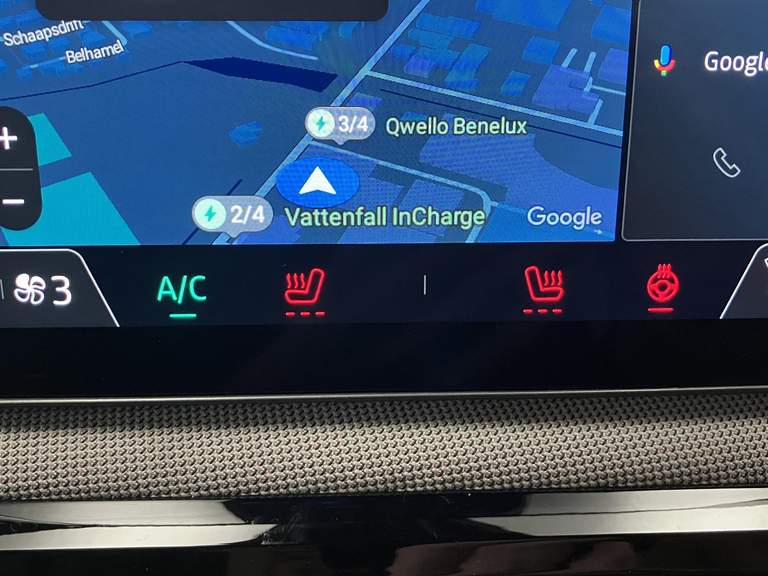 Schaapsdrift
Belhamel
Google
+
3/4 Qwello Benelux
−
2/4 Vattenfall InCharge
Google
3
A/C